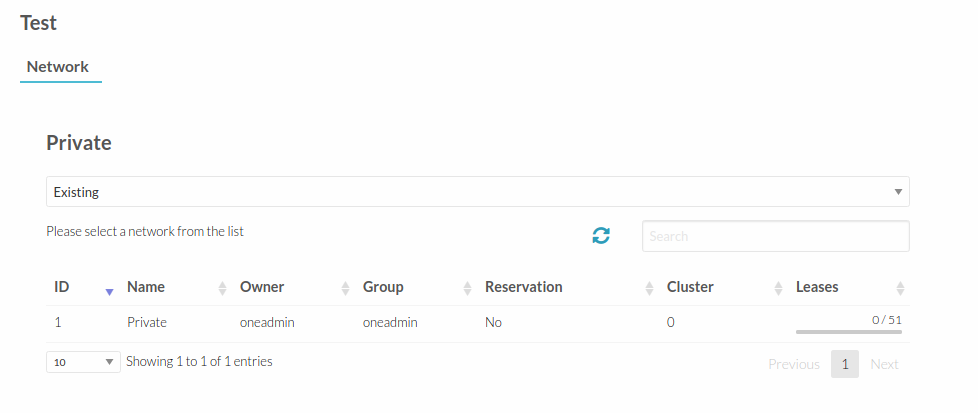 Test
Network
Private
Existing
Please select a network from the list
Search
ID Name Owner Group Reservation Cluster Leases
1 Private oneadmin oneadmin No 0 0 / 51
10 Showing 1 to 1 of 1 entries Previous 1 Next